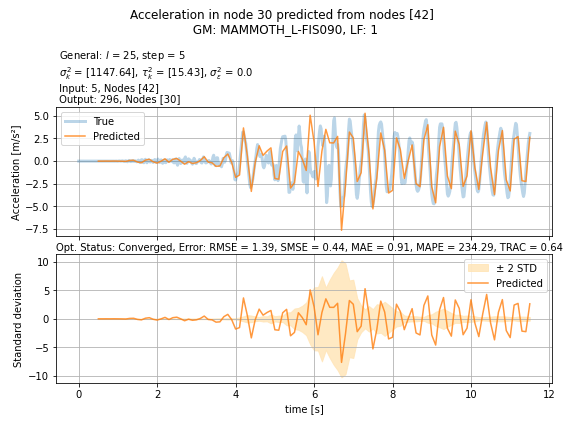 Acceleration in node 30 predicted from nodes [42]
GM: MAMMOTH_L-FIS090, LF: 1
General: l = 25, step = 5
σ²ₖ = [1147.64], τ²ₖ = [15.43], σ²ε = 0.0
Input: 5, Nodes [42]
Output: 296, Nodes [30]
True
Predicted
Acceleration [m/s²]
5.0
2.5
0.0
−2.5
−5.0
−7.5
Opt. Status: Converged, Error: RMSE = 1.39, SMSE = 0.44, MAE = 0.91, MAPE = 234.29, TRAC = 0.64
± 2 STD
Predicted
Standard deviation
10
5
0
−5
−10
0 2 4 6 8 10 12
time [s]